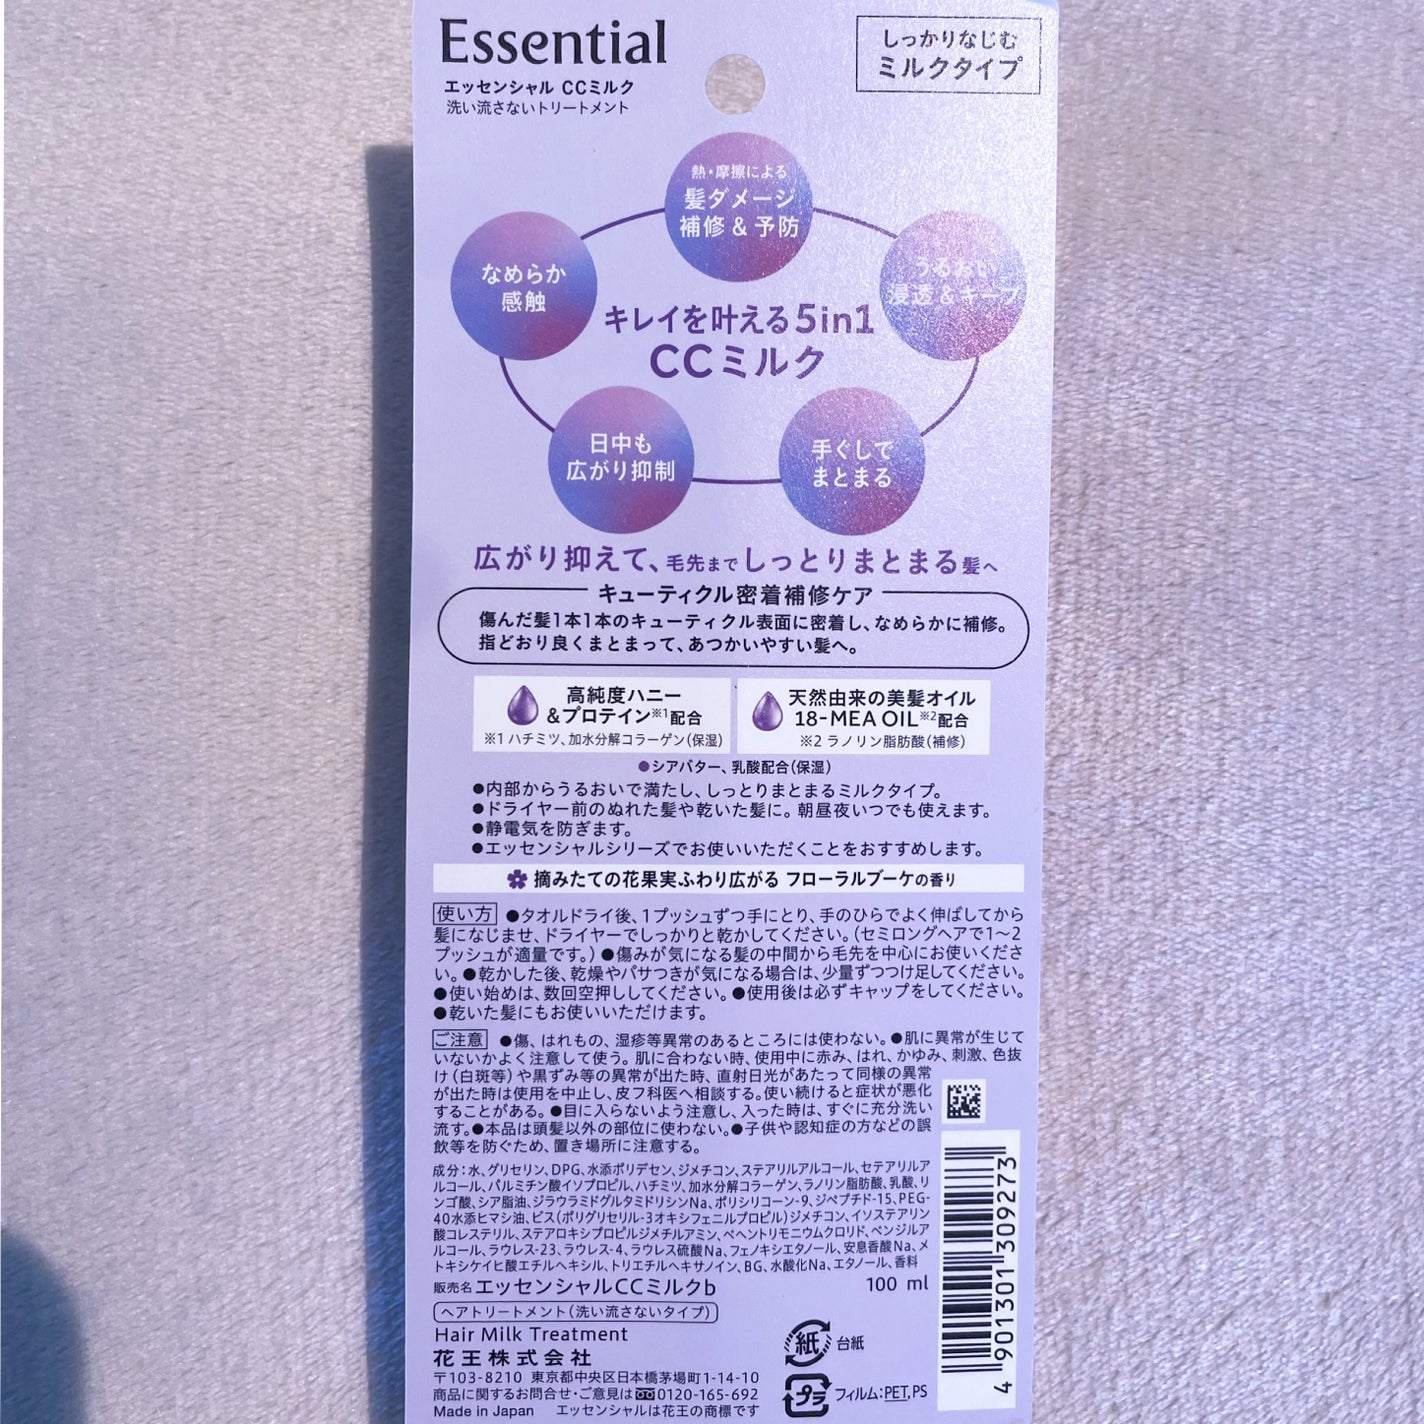 Essential
エッセンシャル CCミルク
洗い流さないトリートメント
しっかりなじむ
ミルクタイプ
熱・摩擦による
髪ダメージ
補修 & 予防
なめらか
感触
うるおい
浸透 & キープ
キレイを叶える 5in1
CCミルク
日中も
広がり抑制
手ぐしで
まとまる
広がり抑えて、毛先までしっとりまとまる髪へ
キューティクル密着補修ケア
傷んだ髪1本1本のキューティクル表面に密着し、なめらかに補修。
指どおり良くまとまって、あつかいやすい髪へ。
高純度ハニー
&プロテイン※1配合
※1 ハチミツ、加水分解コラーゲン(保湿)
天然由来の美髪オイル
18-MEA OIL※2配合
※2 ラノリン脂肪酸(補修)
●シアバター、乳酸配合(保湿)
●内部からうるおいで満たし、しっとりまとまるミルクタイプ。
●ドライヤー前のぬれた髪や乾いた髪に。朝昼夜いつでも使えます。
●静電気を防ぎます。
●エッセンシャルシリーズでお使いいただくことをおすすめします。
摘みたての花果実ふわり広がる フローラルブーケの香り
使い方 ●タオルドライ後、1プッシュずつ手にとり、手のひらでよく伸ばしてから
髪になじませ、ドライヤーでしっかりと乾かしてください。(セミロングヘアで1〜2
プッシュが適量です。) ●傷みが気になる髪の中間から毛先を中心にお使いくださ
い。●乾かした後、乾燥やパサつきが気になる場合は、少量ずつつけ足してください。
●使い始めは、数回空押ししてください。●使用後は必ずキャップをしてください。
●乾いた髪にもお使いいただけます。
ご注意 ●傷、はれもの、湿疹等異常のあるところには使わない。●肌に異常が生じて
いないかよく注意して使う。肌に合わない時、使用中に赤み、はれ、かゆみ、刺激、色抜
け(白斑等)や黒ずみ等の異常が出た時、直射日光があたって同様の異常
が出た時は使用を中止し、皮フ科医へ相談する。使い続けると症状が悪化
することがある。●目に入らないよう注意し、入った時は、すぐに充分洗い
流す。●本品は頭髪以外の部位に使わない。●子供や認知症の方などの誤
飲等を防ぐため、置き場所に注意する。
成分:水、グリセリン、DPG、水添ポリデセン、ジメチコン、ステアリルアルコール、セテアリルア
ルコール、パルミチン酸イソプロピル、ハチミツ、加水分解コラーゲン、ラノリン脂肪酸、乳酸、リ
ンゴ酸、シア脂油、ジラウラミドグルタミドリシンNa、ポリシリコーン-9、ジペプチド-15、PEG-
40水添ヒマシ油、ビス(ポリグリセリル-3オキシフェニルプロピル)ジメチコン、イソステアリン
酸コレステリル、ステアロキシプロピルジメチルアミン、ベヘントリモニウムクロリド、ベンジルア
ルコール、ラウレス-23、ラウレス-4、ラウレス硫酸Na、フェノキシエタノール、安息香酸Na、メ
トキシケイヒ酸エチルヘキシル、トリエチルヘキサノイン、BG、水酸化Na、エタノール、香料
販売名 エッセンシャルCCミルクb 100 ml
ヘアトリートメント(洗い流さないタイプ)
Hair Milk Treatment
花王株式会社
〒103-8210 東京都中央区日本橋茅場町1-14-10
商品に関するお問合せ・ご意見は 0120-165-692
Made in Japan エッセンシャルは花王の商標です
紙 台紙
プラ フィルム:PET, PS
4 901301 309273